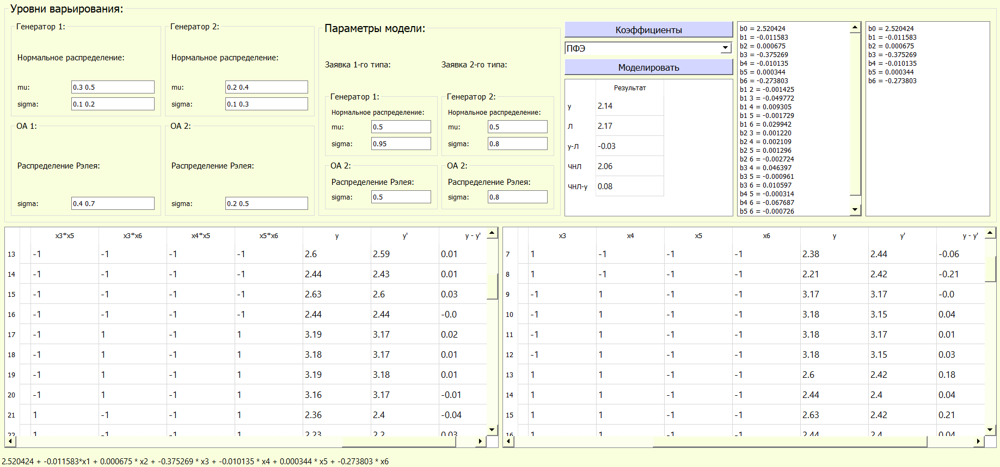 Уровни варьирования:
Генератор 1:
Нормальное распределение:
mu: 0.3 0.5
sigma: 0.1 0.2
Генератор 2:
Нормальное распределение:
mu: 0.2 0.4
sigma: 0.1 0.3
ОА 1:
Распределение Рэлея:
sigma: 0.4 0.7
ОА 2:
Распределение Рэлея:
sigma: 0.2 0.5
Параметры модели:
Заявка 1-го типа:
Заявка 2-го типа:
Генератор 1:
Нормальное распределение:
mu: 0.5
sigma: 0.95
Генератор 2:
Нормальное распределение:
mu: 0.5
sigma: 0.8
ОА 2:
Распределение Рэлея:
sigma: 0.5
ОА 2:
Распределение Рэлея:
sigma: 0.8
Коэффициенты
ПФЭ
Моделировать
Результат
у 2.14
л 2.17
у-л -0.03
чнл 2.06
чнл-у 0.08
b0 = 2.520424
b1 = -0.011583
b2 = 0.000675
b3 = -0.375269
b4 = -0.010135
b5 = 0.000344
b6 = -0.273803
b1 2 = -0.001425
b1 3 = -0.049772
b1 4 = 0.009305
b1 5 = -0.001729
b1 6 = 0.029942
b2 3 = 0.001220
b2 4 = 0.002109
b2 5 = 0.001296
b2 6 = -0.002724
b3 4 = 0.046397
b3 5 = -0.000961
b3 6 = 0.010597
b4 5 = -0.000314
b4 6 = -0.067687
b5 6 = -0.000726
b0 = 2.520424
b1 = -0.011583
b2 = 0.000675
b3 = -0.375269
b4 = -0.010135
b5 = 0.000344
b6 = -0.273803
x3*x5 x3*x6 x4*x5 x5*x6 y y' y - y'
13 -1 -1 -1 -1 2.6 2.59 0.01
14 -1 -1 -1 -1 2.44 2.43 0.01
15 -1 -1 -1 -1 2.63 2.6 0.03
16 -1 -1 -1 -1 2.44 2.44 -0.0
17 -1 1 -1 1 3.19 3.17 0.02
18 -1 1 -1 1 3.18 3.17 0.01
19 -1 1 -1 1 3.19 3.18 0.01
20 -1 1 -1 1 3.16 3.17 -0.01
21 1 -1 -1 1 2.36 2.4 -0.04
22 1 -1 -1 1 2.23 2.2 0.03
x3 x4 x5 x6 y y' y - y'
7 1 -1 -1 -1 2.38 2.44 -0.06
8 1 -1 -1 -1 2.21 2.42 -0.21
9 -1 1 -1 -1 3.17 3.17 -0.0
10 -1 1 -1 -1 3.18 3.15 0.04
11 -1 1 -1 -1 3.18 3.17 0.01
12 -1 1 -1 -1 3.18 3.15 0.03
13 1 1 -1 -1 2.6 2.42 0.18
14 1 1 -1 -1 2.44 2.4 0.04
15 1 1 -1 -1 2.63 2.42 0.21
16 1 1 -1 -1 2.44 2.4 0.04
2.520424 + -0.011583*x1 + 0.000675 * x2 + -0.375269 * x3 + -0.010135 * x4 + 0.000344 * x5 + -0.273803 * x6